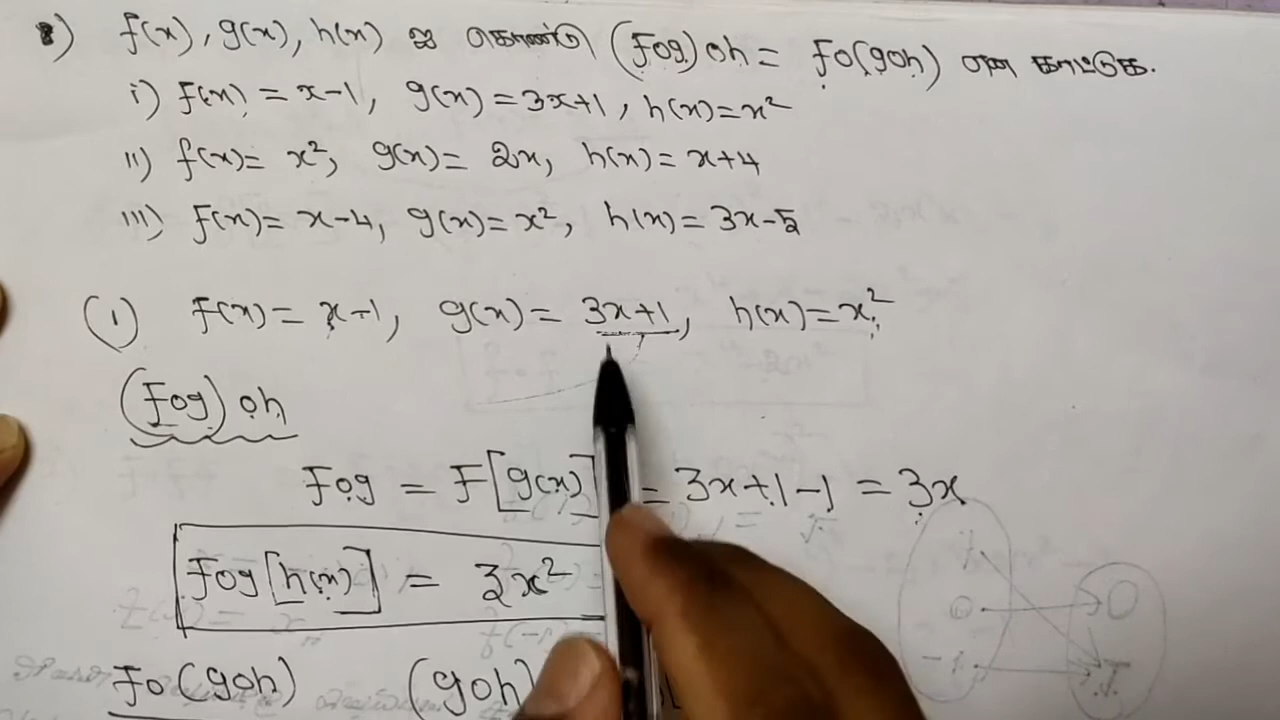 8) f(x), g(x), h(x) ஐ கொண்டு (fog)oh = fo(goh) என காட்டுக.
i) f(x) = x-1, g(x) = 3x+1, h(x) = x²
ii) f(x) = x², g(x) = 2x, h(x) = x+4
iii) f(x) = x-4, g(x) = x², h(x) = 3x-5
(i) f(x) = x-1, g(x) = 3x+1, h(x) = x²
(fog)oh
fog = f[g(x)] = 3x+1-1 = 3x
fog[h(x)] = 3x²
fo(goh) (goh)